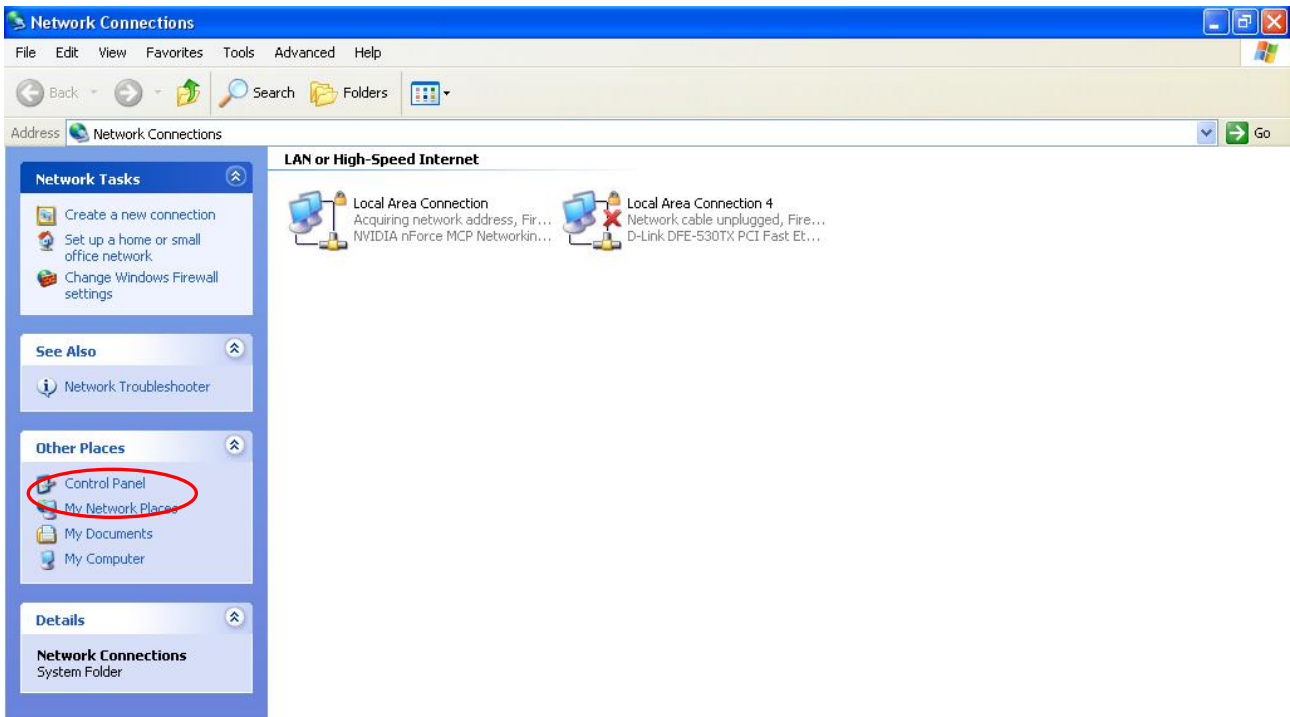 Network Connections
File Edit View Favorites Tools Advanced Help
Back Search Folders
Address Network Connections Go
Network Tasks
Create a new connection
Set up a home or small
office network
Change Windows Firewall
settings
See Also
Network Troubleshooter
Other Places
Control Panel
My Network Places
My Documents
My Computer
Details
Network Connections
System Folder
LAN or High-Speed Internet
Local Area Connection
Acquiring network address, Fir...
NVIDIA nForce MCP Networkin...
Local Area Connection 4
Network cable unplugged, Fire...
D-Link DFE-530TX PCI Fast Et...